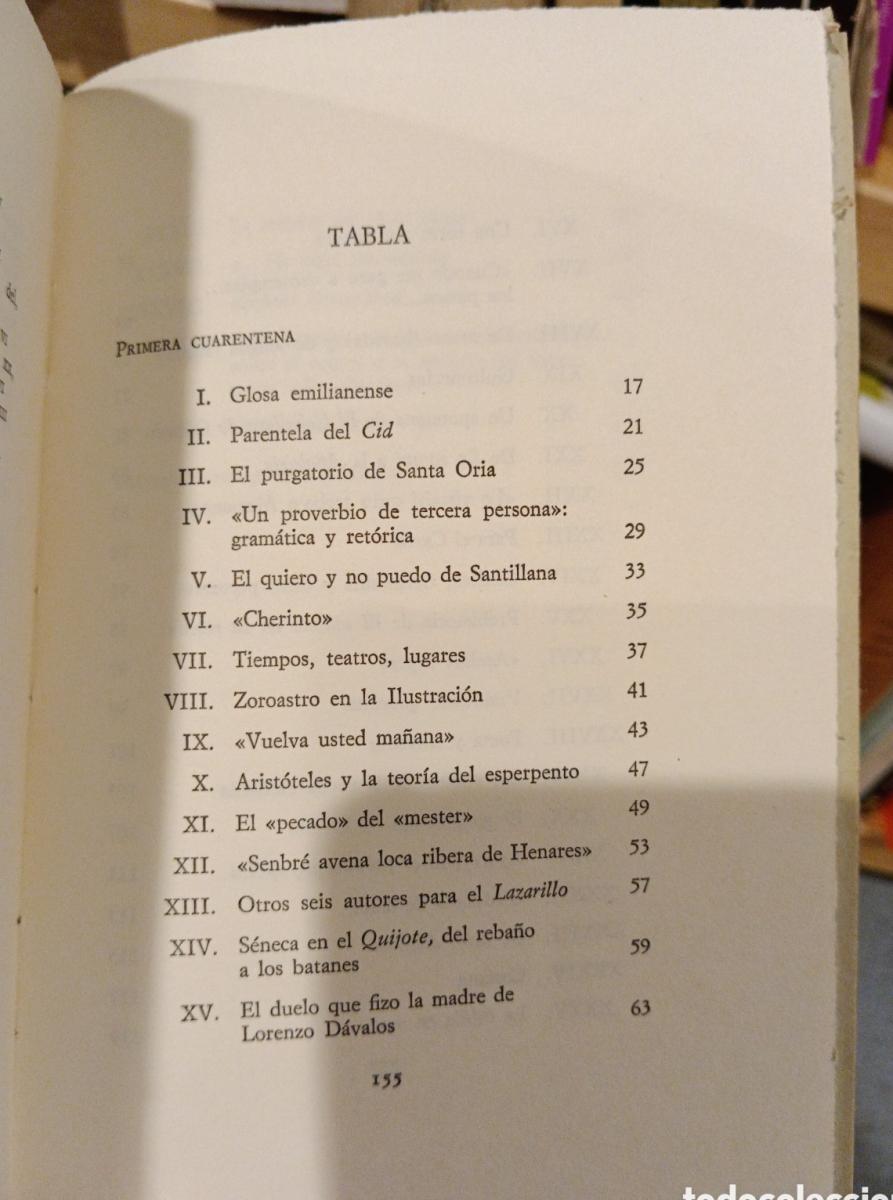 TABLA
PRIMERA CUARENTENA
I. Glosa emilianense 17
II. Parentela del Cid 21
III. El purgatorio de Santa Oria 25
IV. «Un proverbio de tercera persona»:
gramática y retórica 29
V. El quiero y no puedo de Santillana 33
VI. «Cherinto» 35
VII. Tiempos, teatros, lugares 37
VIII. Zoroastro en la Ilustración 41
IX. «Vuelva usted mañana» 43
X. Aristóteles y la teoría del esperpento 47
XI. El «pecado» del «mester» 49
XII. «Senbré avena loca ribera de Henares» 53
XIII. Otros seis autores para el Lazarillo 57
XIV. Séneca en el Quijote, del rebaño
a los batanes 59
XV. El duelo que fizo la madre de
Lorenzo Dávalos 63
155
todocoleccion